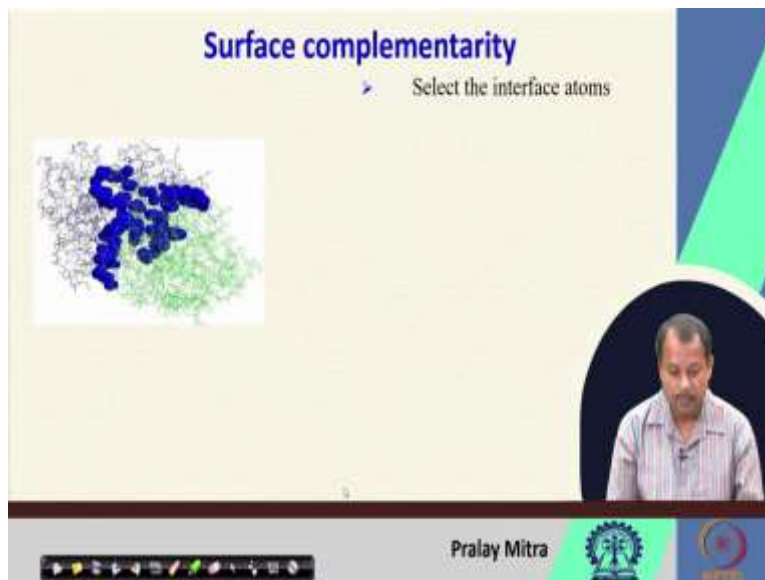 Surface complementarity
➢ Select the interface atoms
Pralay Mitra